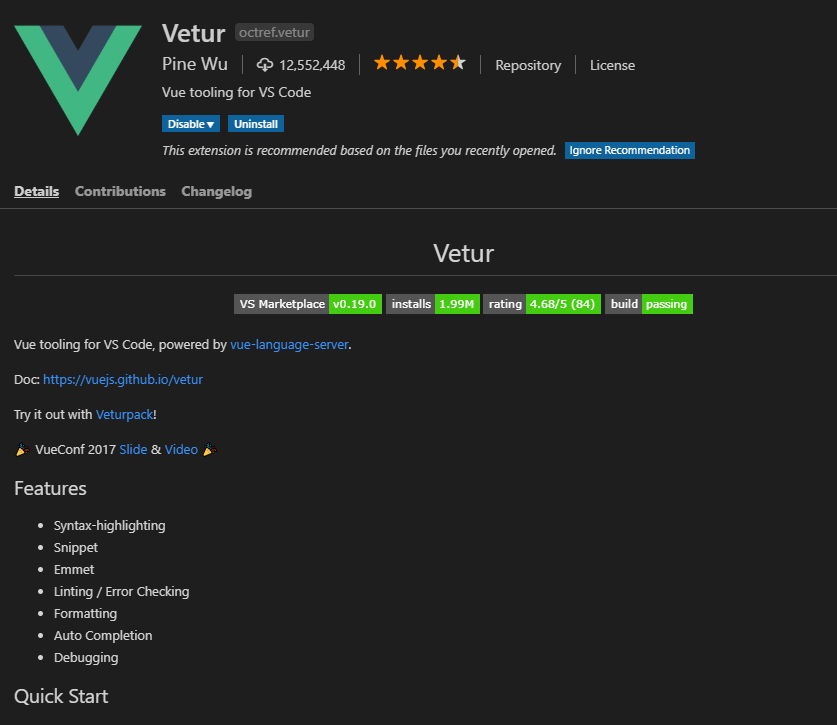 Vetur octref.vetur
Pine Wu 12,552,448 Repository License
Vue tooling for VS Code
Disable Uninstall
This extension is recommended based on the files you recently opened. Ignore Recommendation
Details Contributions Changelog
Vetur
VS Marketplace v0.19.0 installs 1.99M rating 4.68/5 (84) build passing
Vue tooling for VS Code, powered by vue-language-server.
Doc: https://vuejs.github.io/vetur
Try it out with Veturpack!
🎉 VueConf 2017 Slide & Video 🎉
Features
• Syntax-highlighting
• Snippet
• Emmet
• Linting / Error Checking
• Formatting
• Auto Completion
• Debugging
Quick Start